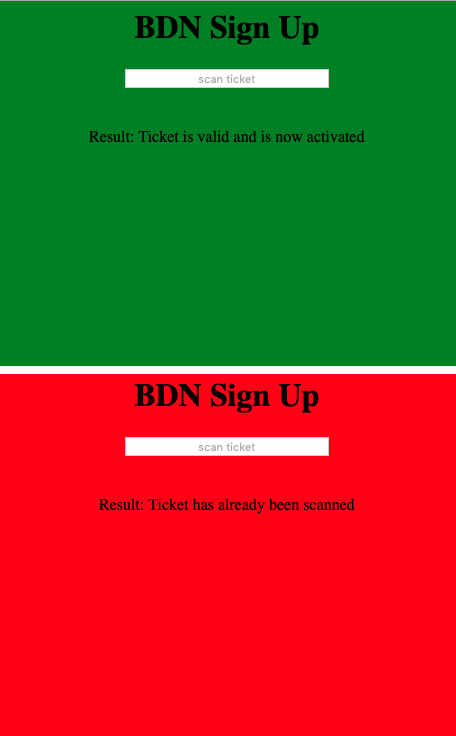 BDN Sign Up
scan ticket
Result: Ticket is valid and is now activated
BDN Sign Up
scan ticket
Result: Ticket has already been scanned